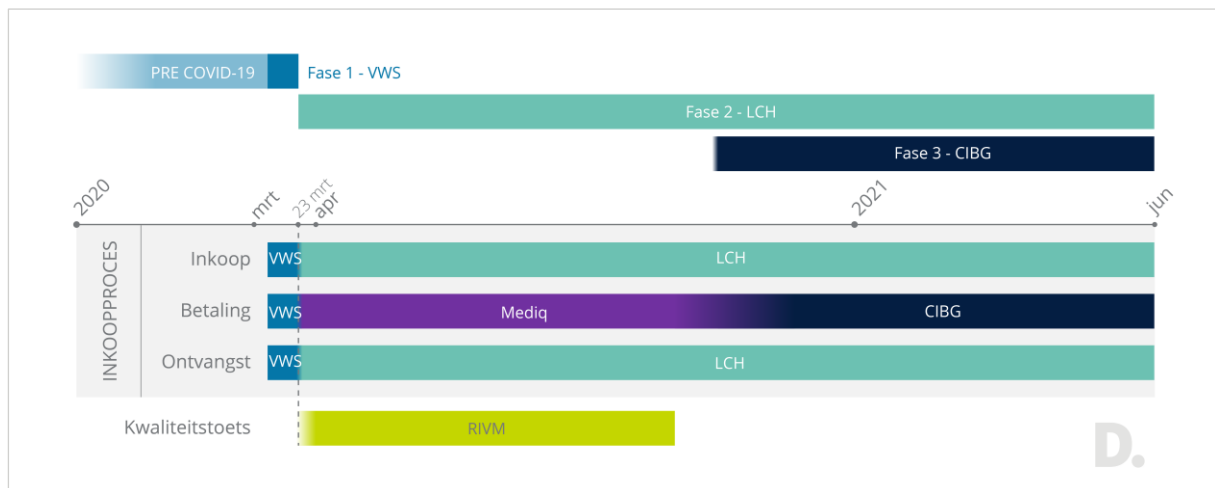 PRE COVID-19
Fase 1 - VWS
Fase 2 - LCH
Fase 3 - CIBG
2020
mrt
23 mrt
apr
2021
jun
INKOOPPROCES
Inkoop
VWS
LCH
Betaling
VWS
Mediq
CIBG
Ontvangst
VWS
LCH
Kwaliteitstoets
RIVM
D.